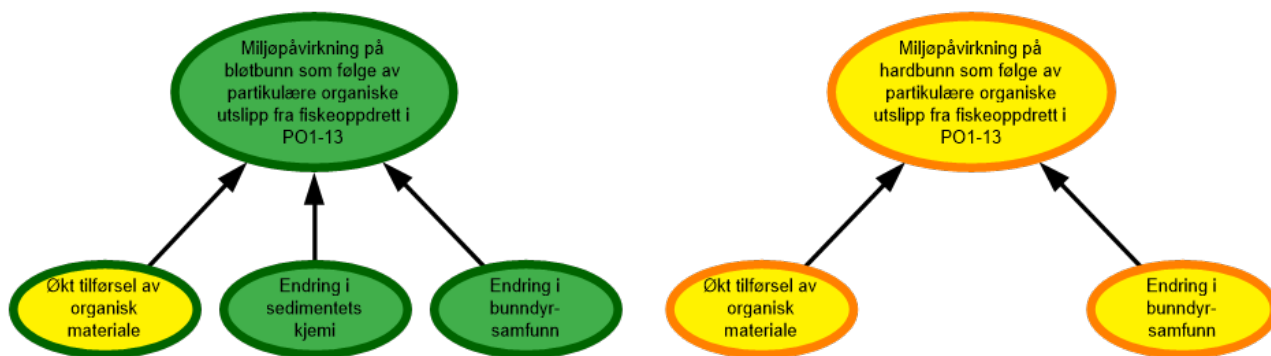 Miljøpåvirkning på
bløtbunn som følge av
partikulære organiske
utslipp fra fiskeoppdrett i
PO1-13
Miljøpåvirkning på
hardbunn som følge av
partikulære organiske
utslipp fra fiskeoppdrett i
PO1-13
Økt tilførsel av
organisk
materiale
Endring i
sedimentets
kjemi
Endring i
bunndyr-
samfunn
Økt tilførsel av
organisk
materiale
Endring i
bunndyr-
samfunn